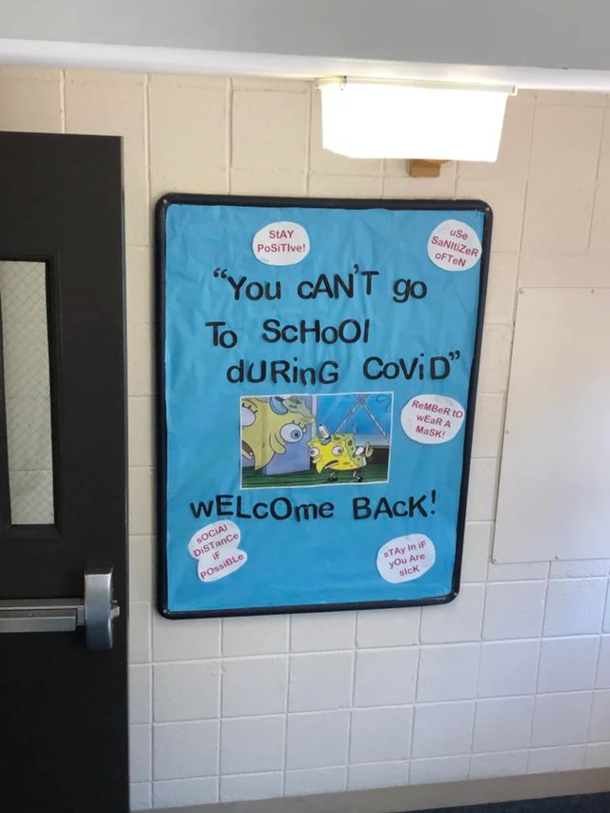 StAY
PoSiTIve!
uSe
SaNItiZeR
oFTeN
"You cAN'T go
To ScHoOl
dURinG CoViD"
ReMBeR tO
wEaR A
MaSK!
wELcOme BAcK!
sOCiAl
DiSTanCe
iF
POssiBLe
sTAy In iF
yOu Are
sIcK